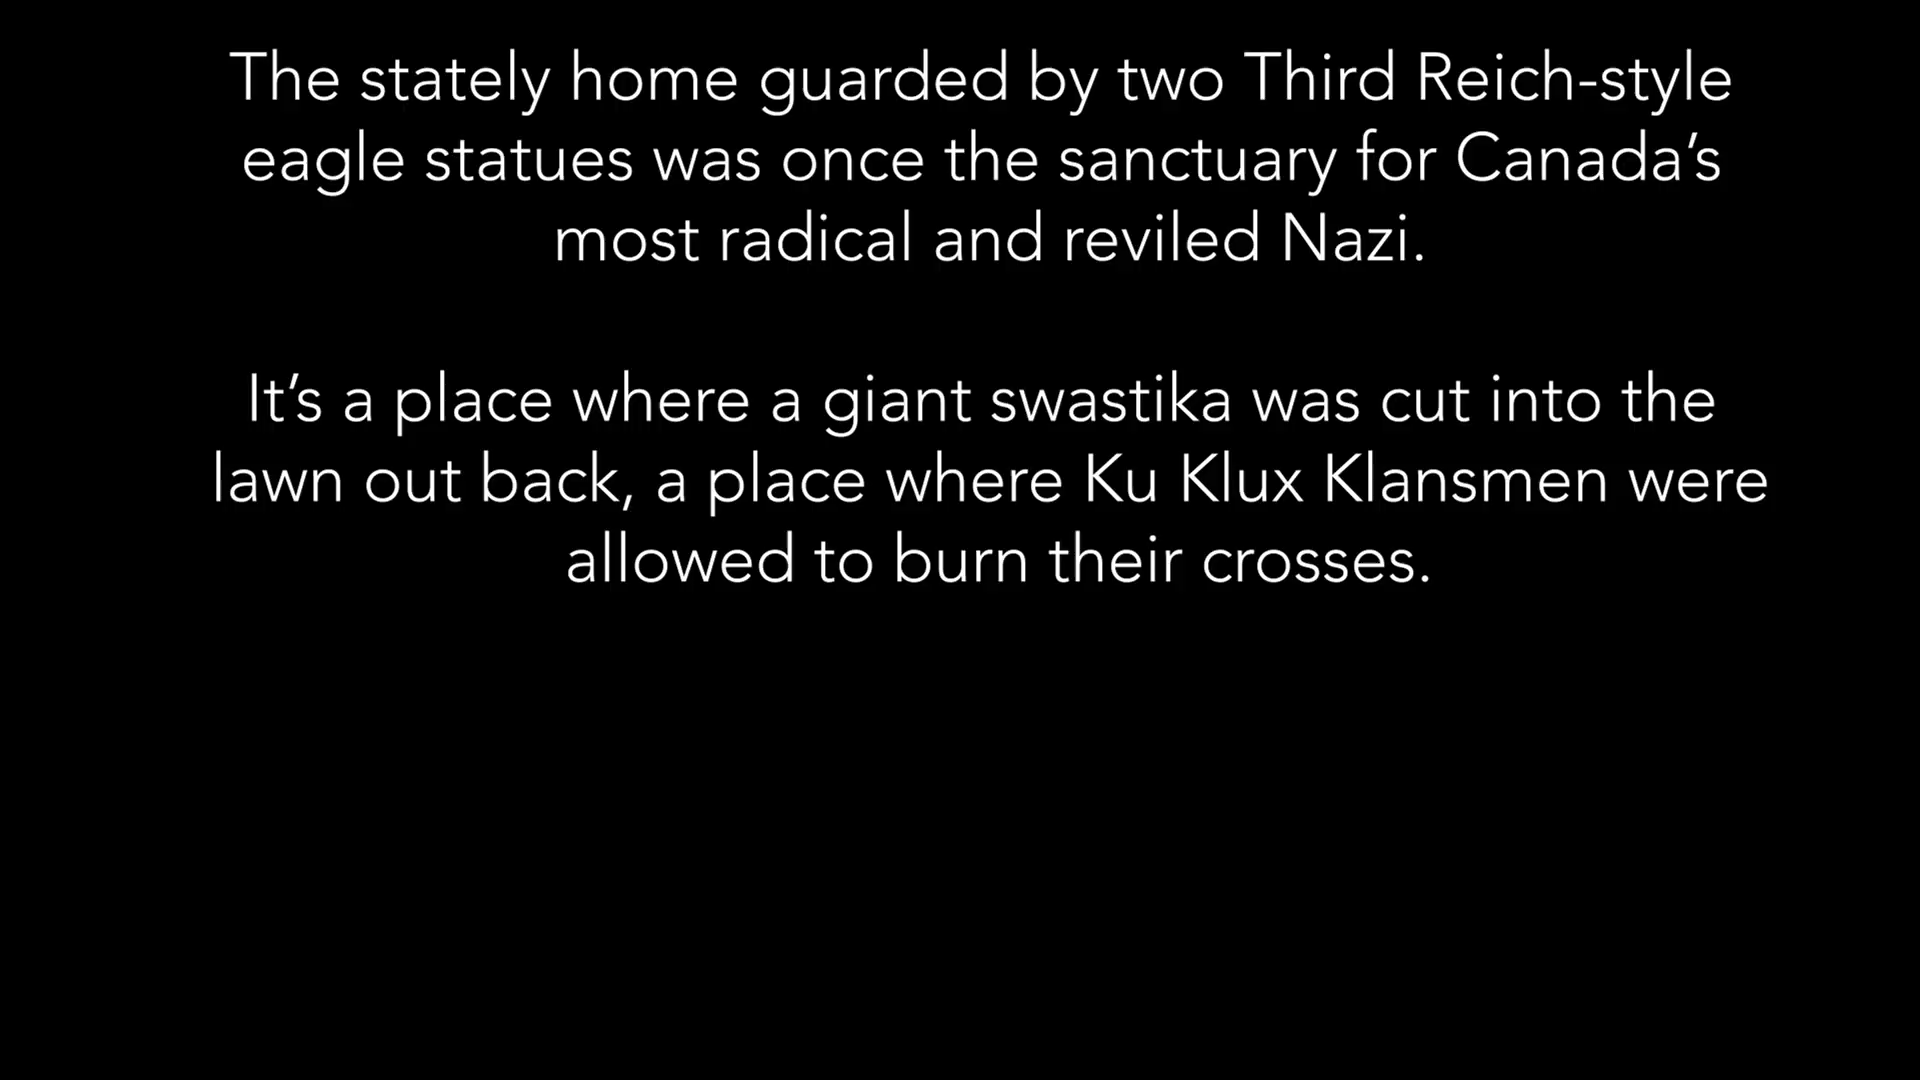 The stately home guarded by two Third Reich-style
eagle statues was once the sanctuary for Canada’s
most radical and reviled Nazi.
It’s a place where a giant swastika was cut into the
lawn out back, a place where Ku Klux Klansmen were
allowed to burn their crosses.